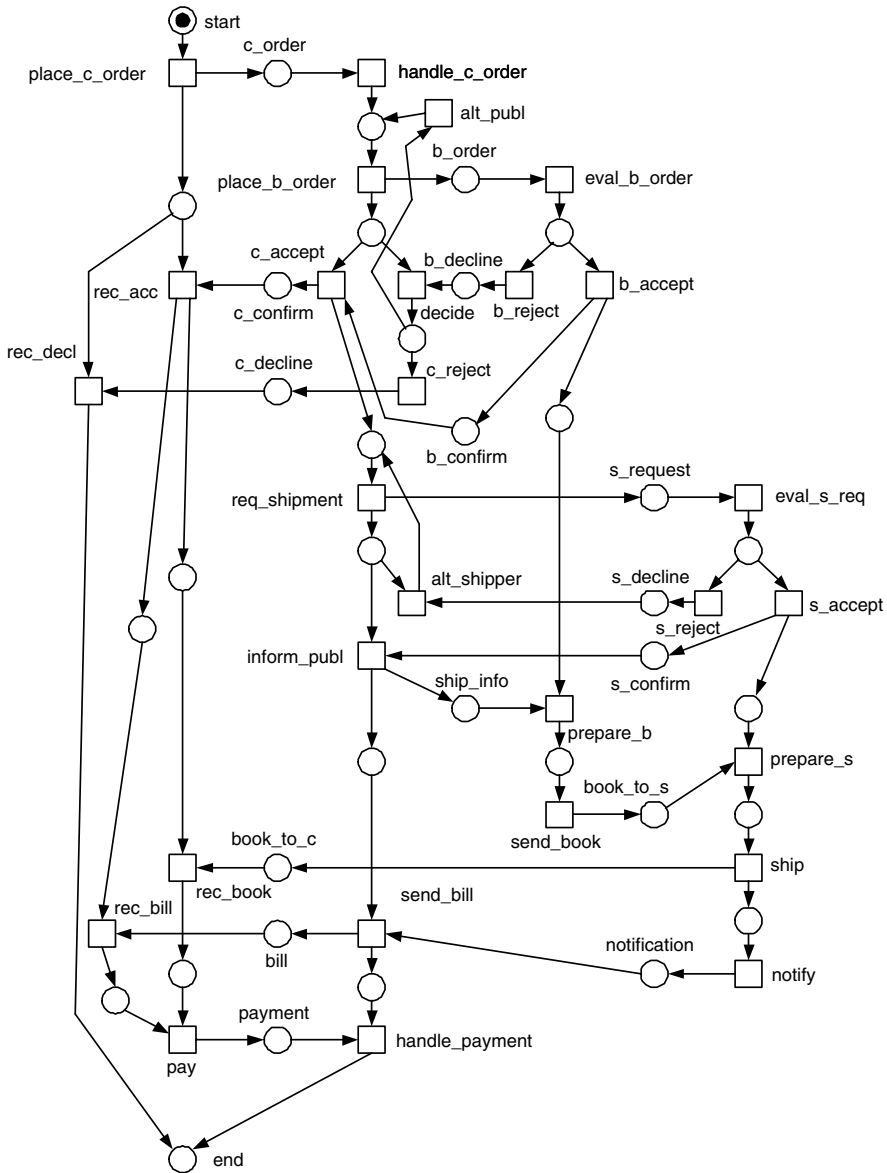 start
c_order
place_c_order
handle_c_order
alt_publ
b_order
place_b_order
eval_b_order
c_accept
b_decline
rec_acc
b_accept
c_confirm
decide
b_reject
rec_decl
c_decline
c_reject
b_confirm
s_request
req_shipment
eval_s_req
alt_shipper
s_decline
s_accept
s_reject
inform_publ
ship_info
s_confirm
prepare_b
prepare_s
book_to_s
send_book
book_to_c
ship
rec_book
send_bill
rec_bill
notification
bill
notify
payment
handle_payment
pay
end